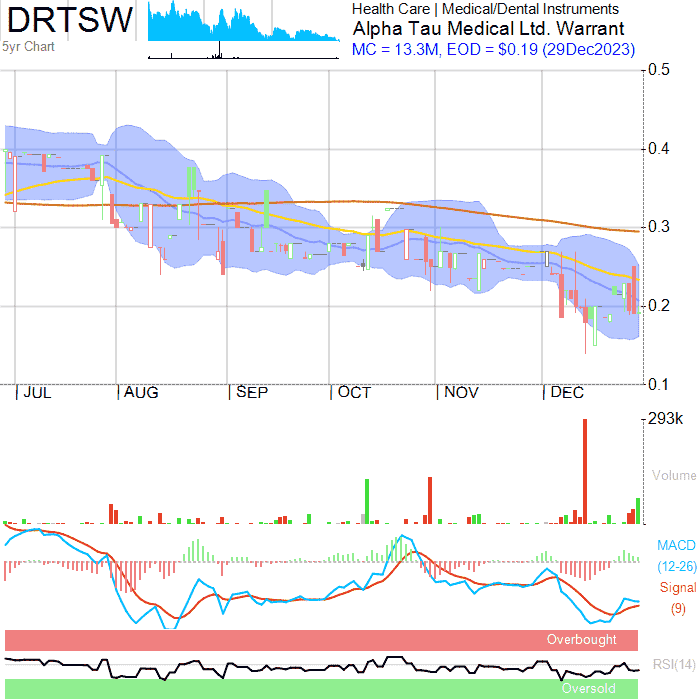 DRTSW
5yr Chart
Health Care | Medical/Dental Instruments
Alpha Tau Medical Ltd. Warrant
MC = 13.3M, EOD = $0.19 (29Dec2023)
0.5
0.4
0.3
0.2
0.1
JUL AUG SEP OCT NOV DEC
293k
Volume
MACD
(12-26)
Signal
(9)
Overbought
RSI(14)
Oversold